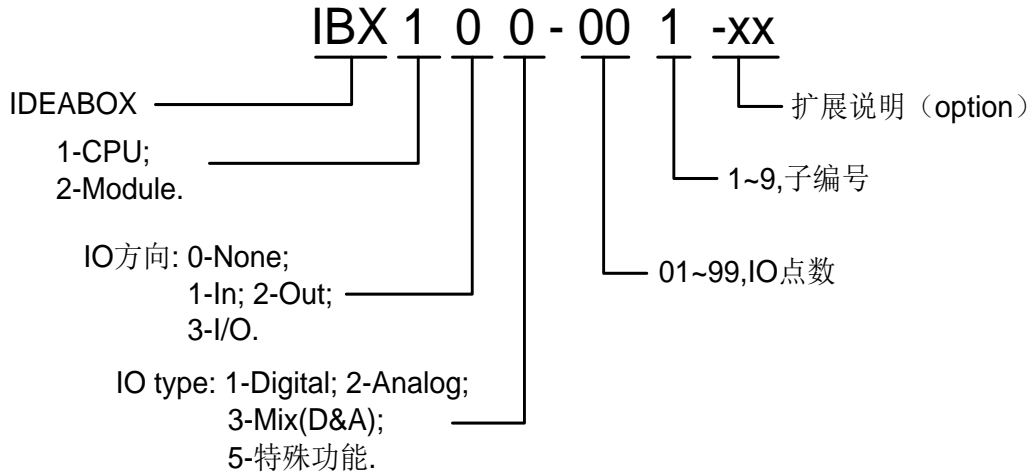 IBX 1 0 0 - 00 1 -xx
IDEABOX
扩展说明（option）
1-CPU;
2-Module.
1~9,子编号
IO方向: 0-None;
1-In; 2-Out;
3-I/O.
01~99,IO点数
IO type: 1-Digital; 2-Analog;
3-Mix(D&A);
5-特殊功能.